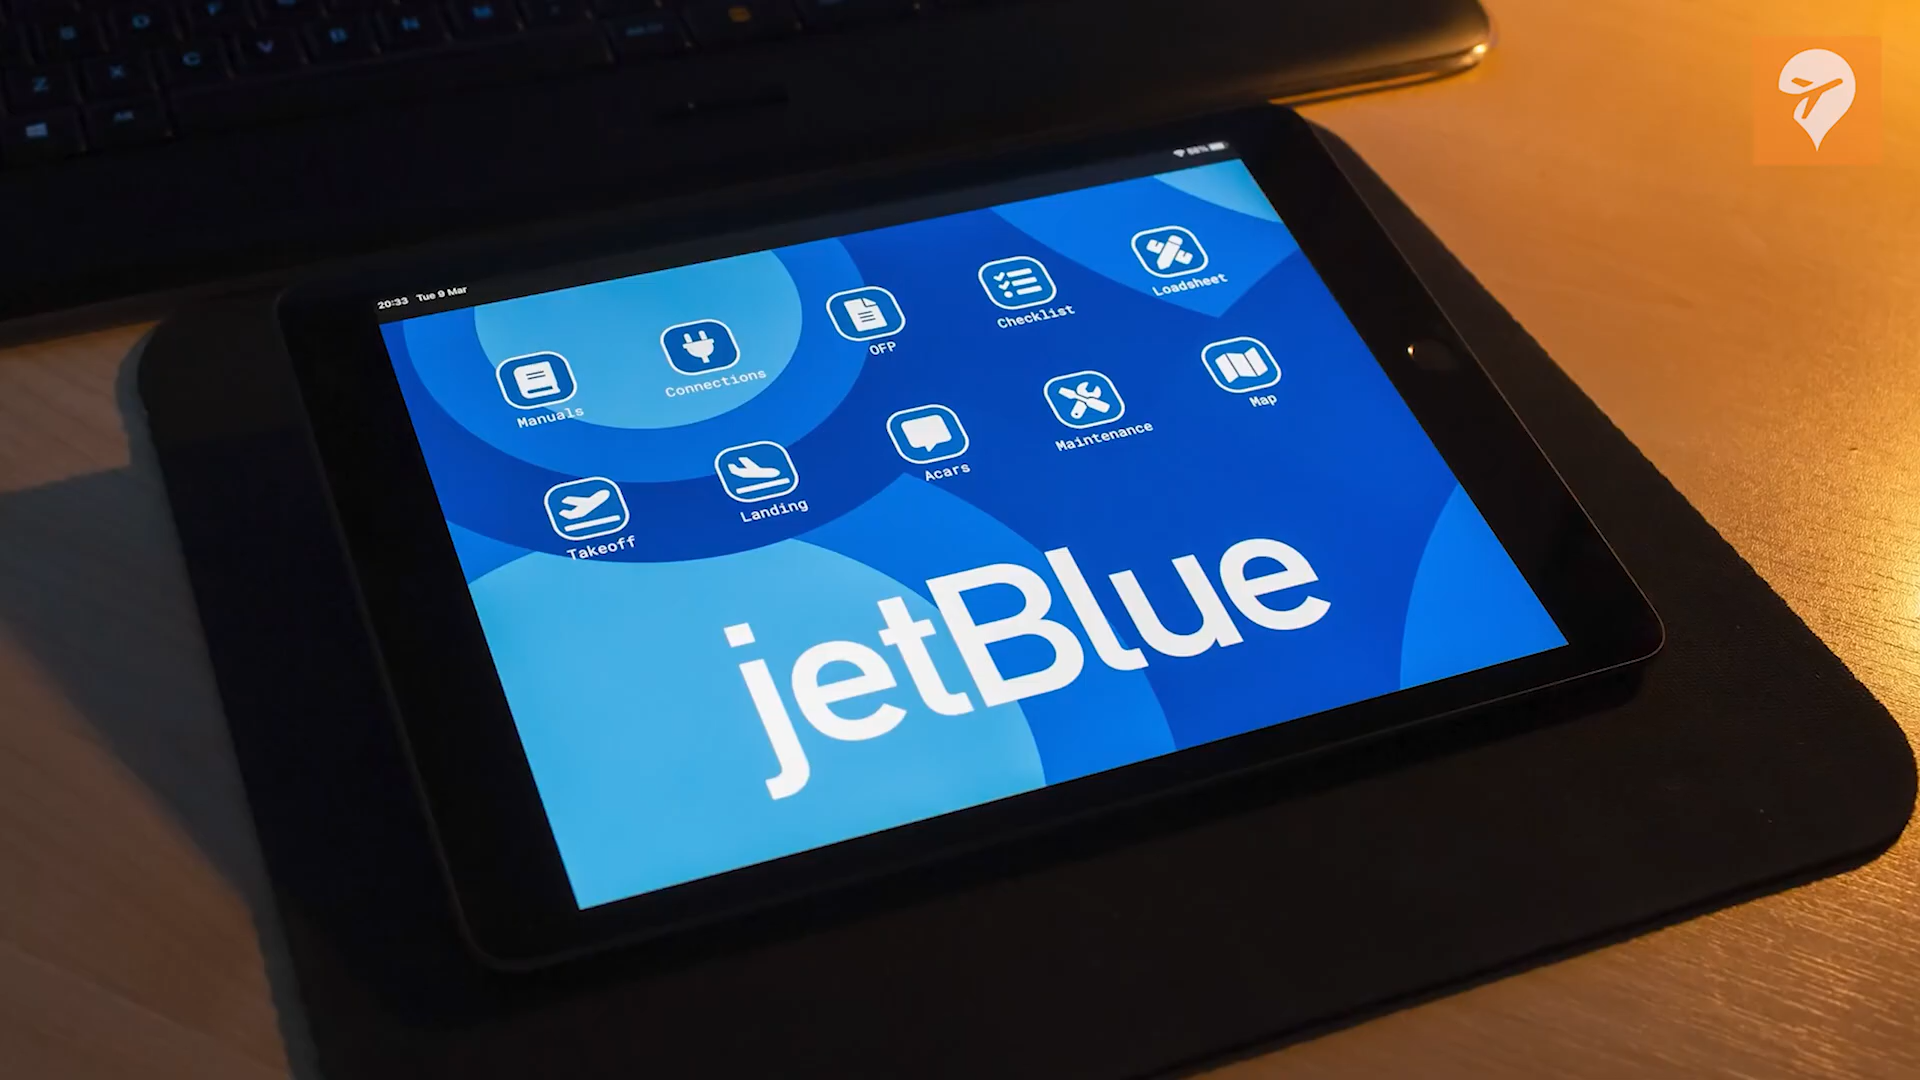 20:33 Tue 9 Mar
Manuals
Connections
OFP
Checklist
Loadsheet
Takeoff
Landing
Acars
Maintenance
Map
jetBlue